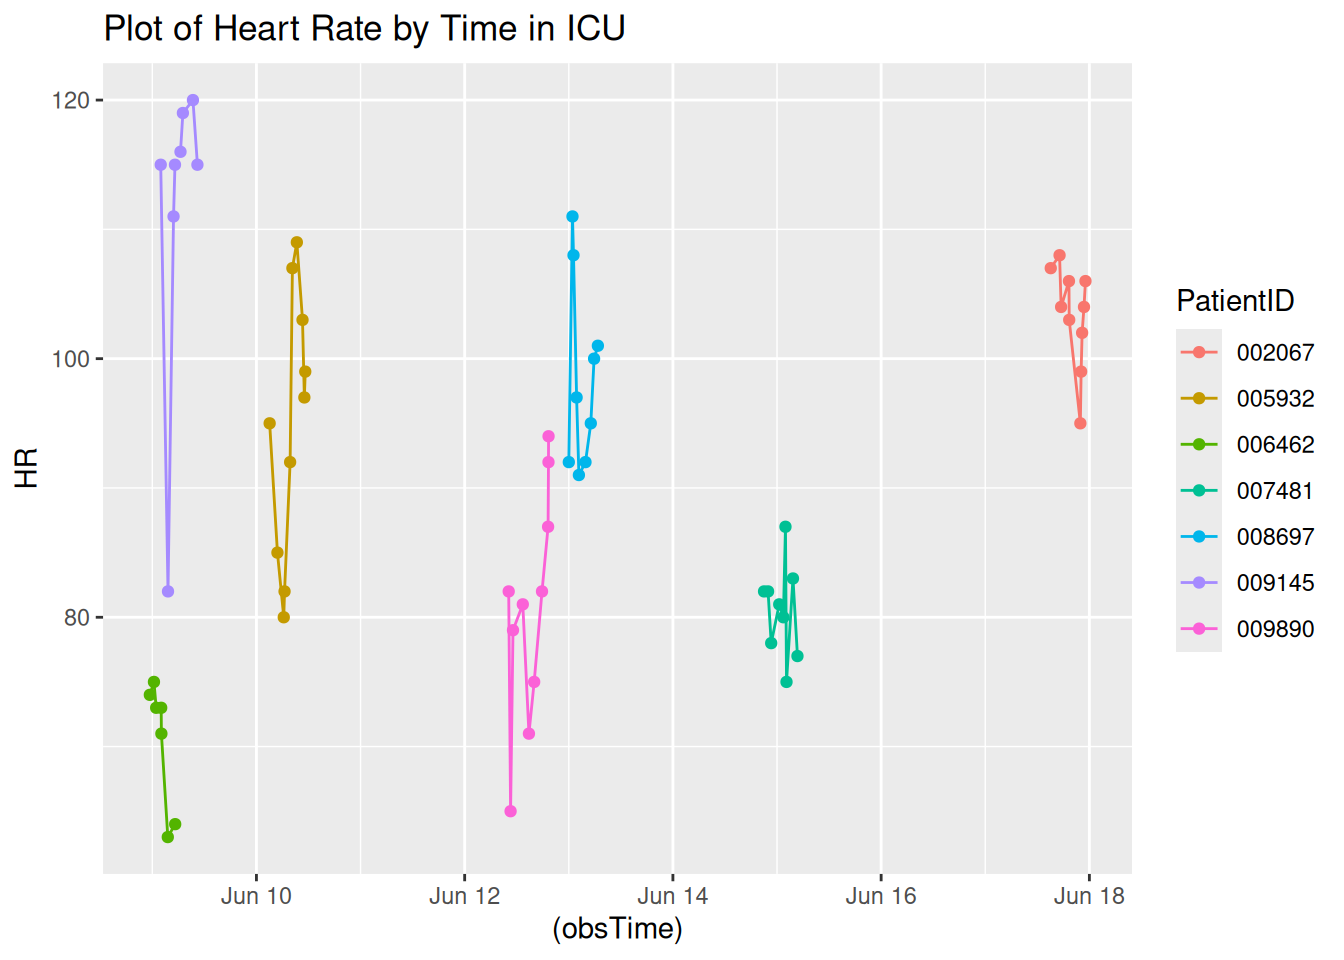 Plot of Heart Rate by Time in ICU
120
100
80
HR
Jun 10
Jun 12
Jun 14
Jun 16
Jun 18
(obsTime)
PatientID
002067
005932
006462
007481
008697
009145
009890